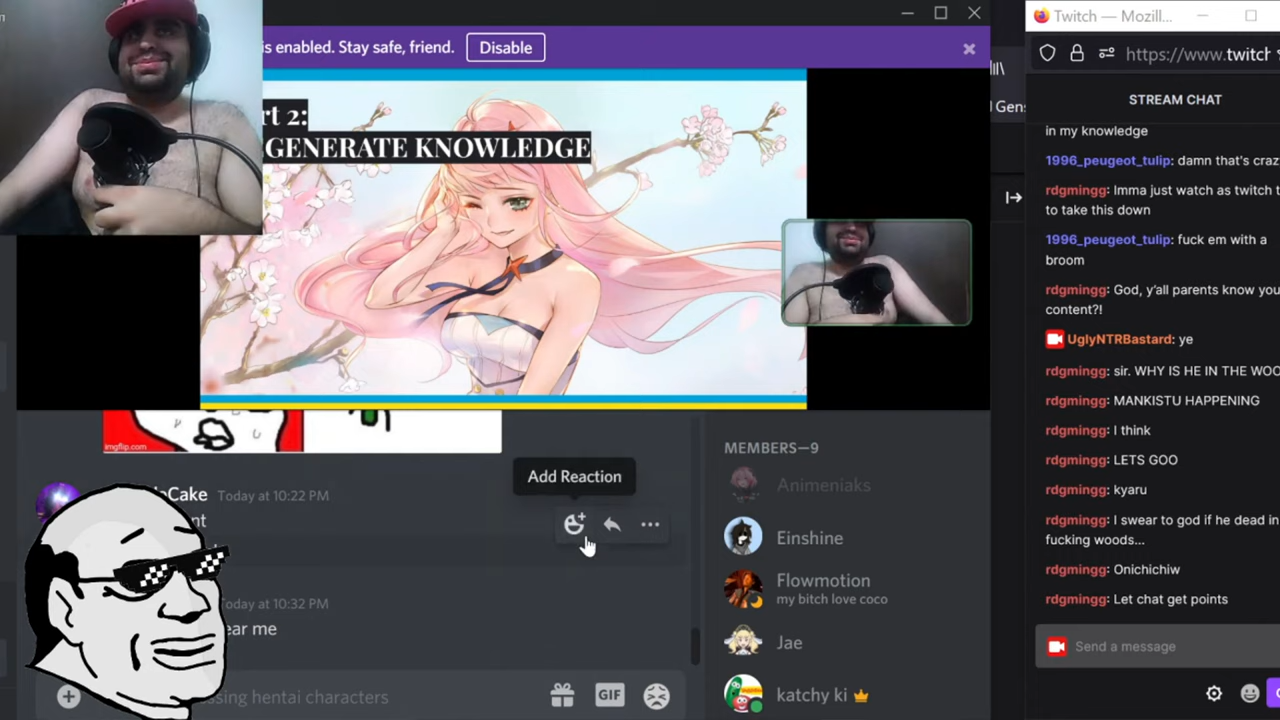 Twitch — Mozill...
is enabled. Stay safe, friend.
Disable
https://www.twitch
Gens
STREAM CHAT
rt 2:
GENERATE KNOWLEDGE
in my knowledge
1996_peugeot_tulip: damn that's craz
rdgmingg: Imma just watch as twitch t
to take this down
1996_peugeot_tulip: fuck em with a
broom
rdgmingg: God, y'all parents know you
content?!
UglyNTRBastard: ye
rdgmingg: sir. WHY IS HE IN THE WOO
rdgmingg: MANKISTU HAPPENING
rdgmingg: I think
rdgmingg: LETS GOO
rdgmingg: kyaru
rdgmingg: I swear to god if he dead in
fucking woods...
rdgmingg: Onichichiw
rdgmingg: Let chat get points
Send a message
imgflip.com
Add Reaction
Cake Today at 10:22 PM
nt
Today at 10:32 PM
ear me
sing hentai characters
GIF
MEMBERS—9
Animeniaks
Einshine
Flowmotion
my bitch love coco
Jae
katchy ki